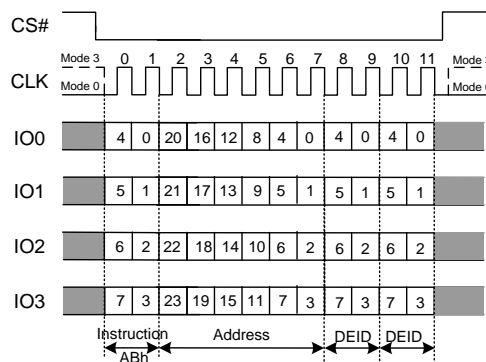 CS#
Mode 3 0 1 2 3 4 5 6 7 8 9 10 11 Mode 3
CLK
Mode 0 Mode 0
IO0 4 0 20 16 12 8 4 0 4 0 4 0
IO1 5 1 21 17 13 9 5 1 5 1 5 1
IO2 6 2 22 18 14 10 6 2 6 2 6 2
IO3 7 3 23 19 15 11 7 3 7 3 7 3
Instruction Address DEID DEID
ABh